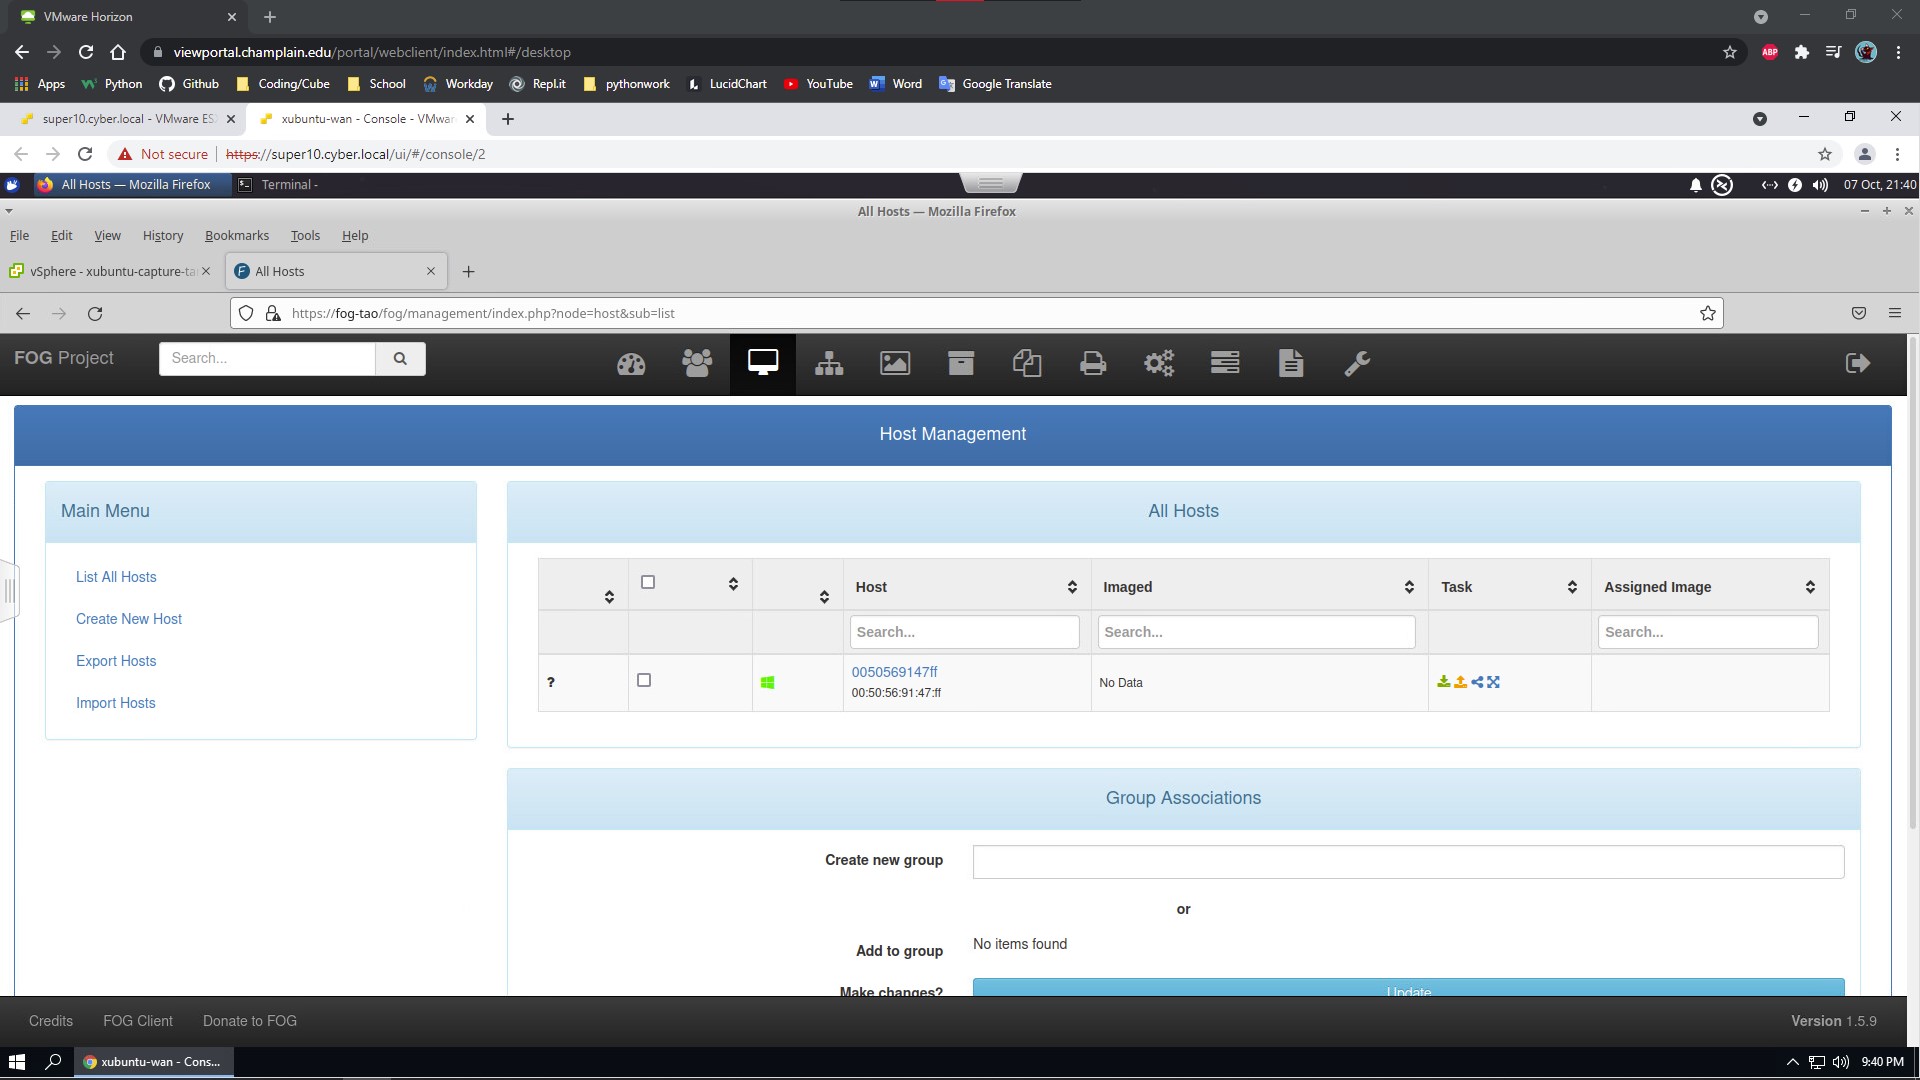 VMware Horizon
viewportal.champlain.edu/portal/webclient/index.html#/desktop
ABP
Apps Python Github Coding/Cube School Workday Repl.it pythonwork LucidChart YouTube Word Google Translate
super10.cyber.local - VMware ES
xubuntu-wan - Console - VMwar
Not secure https://super10.cyber.local/ui/#/console/2
All Hosts — Mozilla Firefox
Terminal -
07 Oct, 21:40
All Hosts — Mozilla Firefox
File Edit View History Bookmarks Tools Help
vSphere - xubuntu-capture-ta
All Hosts
https://fog-tao/fog/management/index.php?node=host&sub=list
FOG Project
Search...
Host Management
Main Menu
List All Hosts
Create New Host
Export Hosts
Import Hosts
All Hosts
Host Imaged Task Assigned Image
Search... Search... Search...
? 0050569147ff
00:50:56:91:47:ff
No Data
Group Associations
Create new group
or
Add to group No items found
Make changes? Update
Credits FOG Client Donate to FOG Version 1.5.9
xubuntu-wan - Cons...
9:40 PM